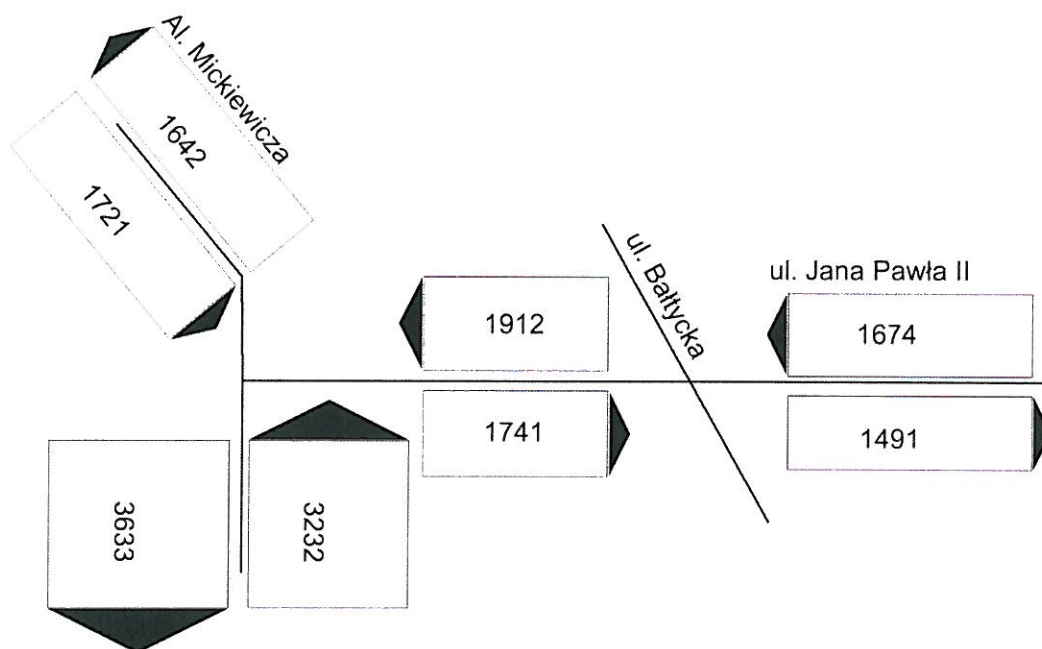 Al. Mickiewicza
1642
1721
ul. Bałtycka
ul. Jana Pawła II
1912
1674
1741
1491
3633
3232